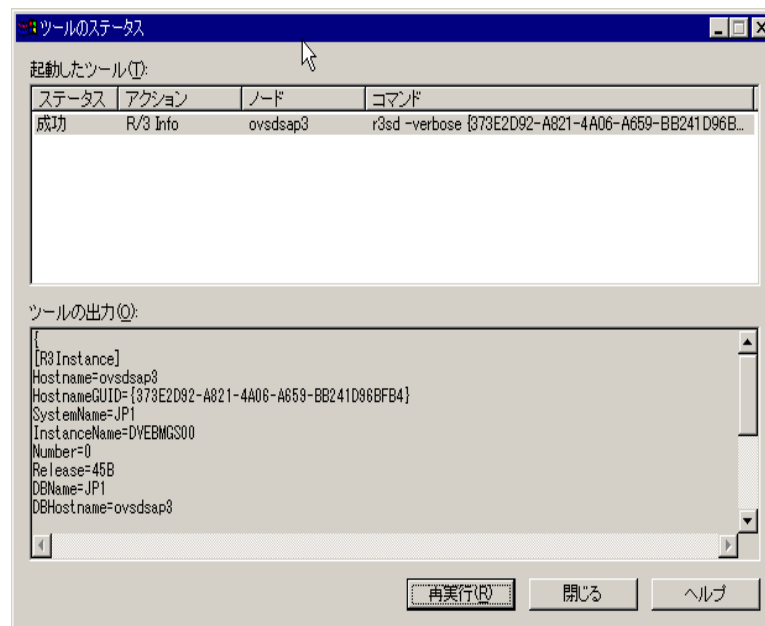 ツールのステータス
起動したツール(T):
ステータス アクション ノード コマンド
成功 R/3 Info ovsdsap3 r3sd -verbose {373E2D92-A821-4A06-A659-BB241D96B...
ツールの出力(O):
{
[R3Instance]
Hostname=ovsdsap3
HostnameGUID={373E2D92-A821-4A06-A659-BB241D96BFB4}
SystemName=JP1
InstanceName=DVEBMGS00
Number=0
Release=45B
DBName=JP1
DBHostname=ovsdsap3
再実行(R) 閉じる ヘルプ